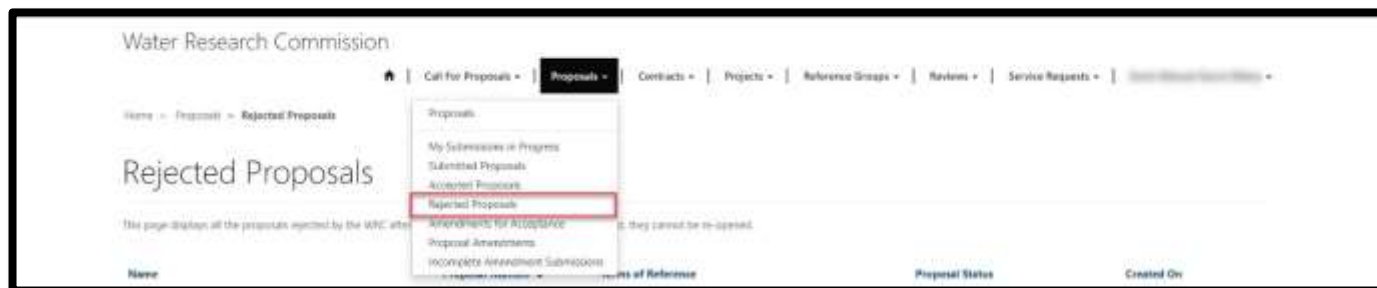 Water Research Commission
Call for Proposals | Proposals | Contracts | Projects | Reference Groups | Reviews | Service Requests |
Home > Proposals > Rejected Proposals
Proposals
My Submissions in Progress
Submitted Proposals
Accepted Proposals
Rejected Proposals
Amendments for Acceptance
Proposal Amendments
Incomplete Amendment Submissions
Rejected Proposals
This page displays all the proposals rejected by the WRC after they cannot be re-opened.
Name Proposal Number Terms of Reference Proposal Status Created On